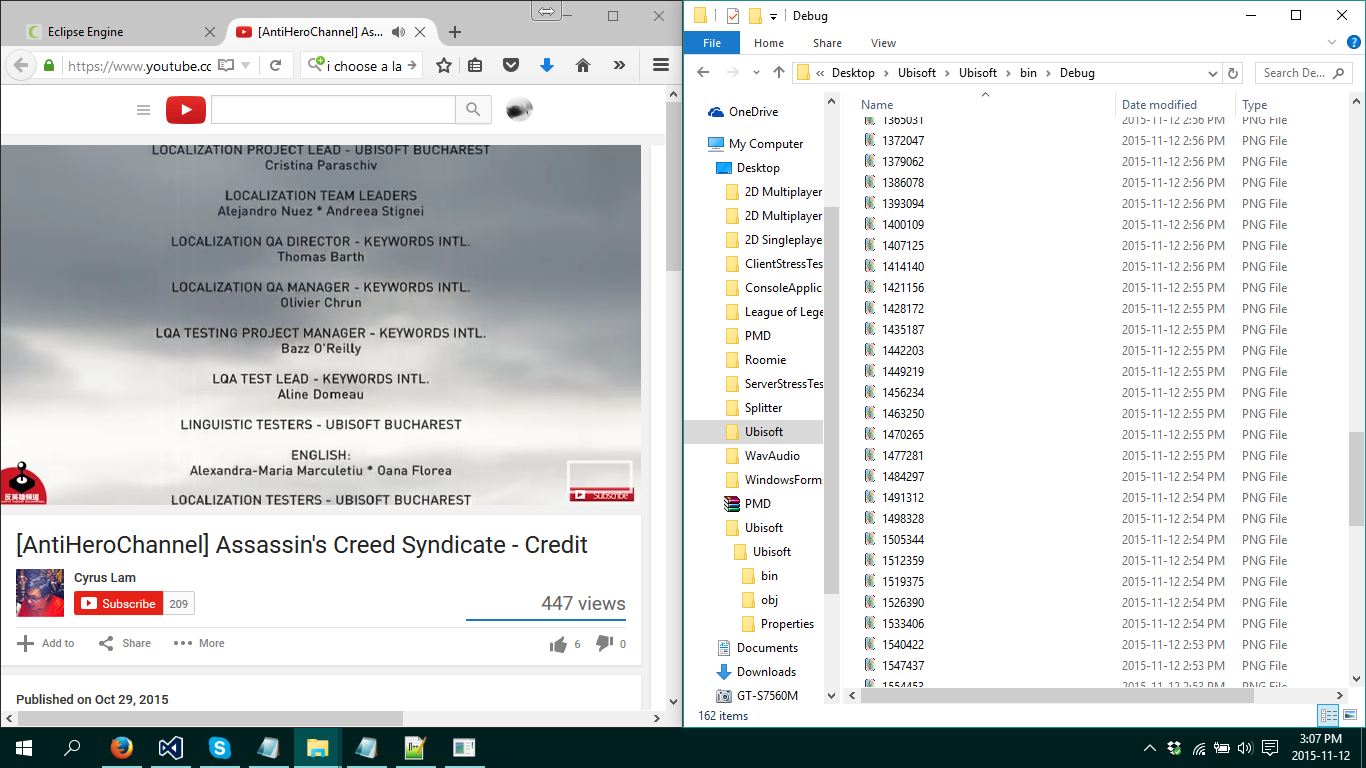 Eclipse Engine
[AntiHeroChannel] As...
https://www.youtube.cc
i choose a la
LOCALIZATION PROJECT LEAD - UBISOFT BUCHAREST
Cristina Paraschiv
LOCALIZATION TEAM LEADERS
Alejandro Nuez * Andreea Stignei
LOCALIZATION QA DIRECTOR - KEYWORDS INTL.
Thomas Barth
LOCALIZATION QA MANAGER - KEYWORDS INTL.
Olivier Chrun
LQA TESTING PROJECT MANAGER - KEYWORDS INTL.
Bazz O'Reilly
LQA TEST LEAD - KEYWORDS INTL.
Aline Domeau
LINGUISTIC TESTERS - UBISOFT BUCHAREST
ENGLISH:
Alexandra-Maria Marculetiu * Oana Florea
LOCALIZATION TESTERS - UBISOFT BUCHAREST
反英雄頻道
Subscribe
[AntiHeroChannel] Assassin's Creed Syndicate - Credit
Cyrus Lam
Subscribe 209
447 views
Add to Share More 6 0
Published on Oct 29, 2015
Debug
File Home Share View
« Desktop Ubisoft Ubisoft bin Debug
Search De...
OneDrive
My Computer
Desktop
2D Multiplayer
2D Multiplayer
2D Singleplaye
ClientStressTes
ConsoleApplica
League of Lege
PMD
Roomie
ServerStressTes
Splitter
Ubisoft
WavAudio
WindowsForm
PMD
Ubisoft
Ubisoft
bin
obj
Properties
Documents
Downloads
GT-S7560M
Name Date modified Type
1365031 2015-11-12 2:56 PM PNG File
1372047 2015-11-12 2:56 PM PNG File
1379062 2015-11-12 2:56 PM PNG File
1386078 2015-11-12 2:56 PM PNG File
1393094 2015-11-12 2:56 PM PNG File
1400109 2015-11-12 2:56 PM PNG File
1407125 2015-11-12 2:56 PM PNG File
1414140 2015-11-12 2:56 PM PNG File
1421156 2015-11-12 2:55 PM PNG File
1428172 2015-11-12 2:55 PM PNG File
1435187 2015-11-12 2:55 PM PNG File
1442203 2015-11-12 2:55 PM PNG File
1449219 2015-11-12 2:55 PM PNG File
1456234 2015-11-12 2:55 PM PNG File
1463250 2015-11-12 2:55 PM PNG File
1470265 2015-11-12 2:55 PM PNG File
1477281 2015-11-12 2:55 PM PNG File
1484297 2015-11-12 2:54 PM PNG File
1491312 2015-11-12 2:54 PM PNG File
1498328 2015-11-12 2:54 PM PNG File
1505344 2015-11-12 2:54 PM PNG File
1512359 2015-11-12 2:54 PM PNG File
1519375 2015-11-12 2:54 PM PNG File
1526390 2015-11-12 2:54 PM PNG File
1533406 2015-11-12 2:54 PM PNG File
1540422 2015-11-12 2:53 PM PNG File
1547437 2015-11-12 2:53 PM PNG File
1554453 2015-11-12 2:53 PM PNG File
162 items
3:07 PM
2015-11-12